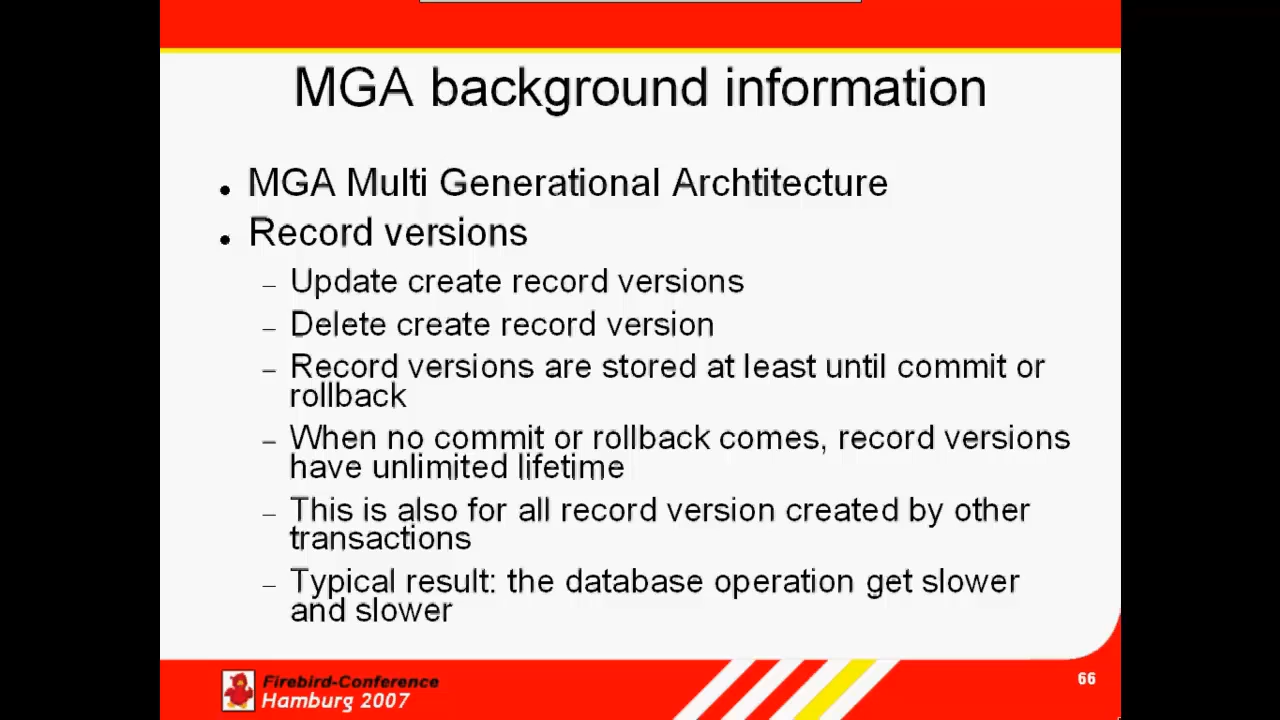 MGA background information
• MGA Multi Generational Archtitecture
• Record versions
– Update create record versions
– Delete create record version
– Record versions are stored at least until commit or
rollback
– When no commit or rollback comes, record versions
have unlimited lifetime
– This is also for all record version created by other
transactions
– Typical result: the database operation get slower
and slower
Firebird-Conference
Hamburg 2007
66